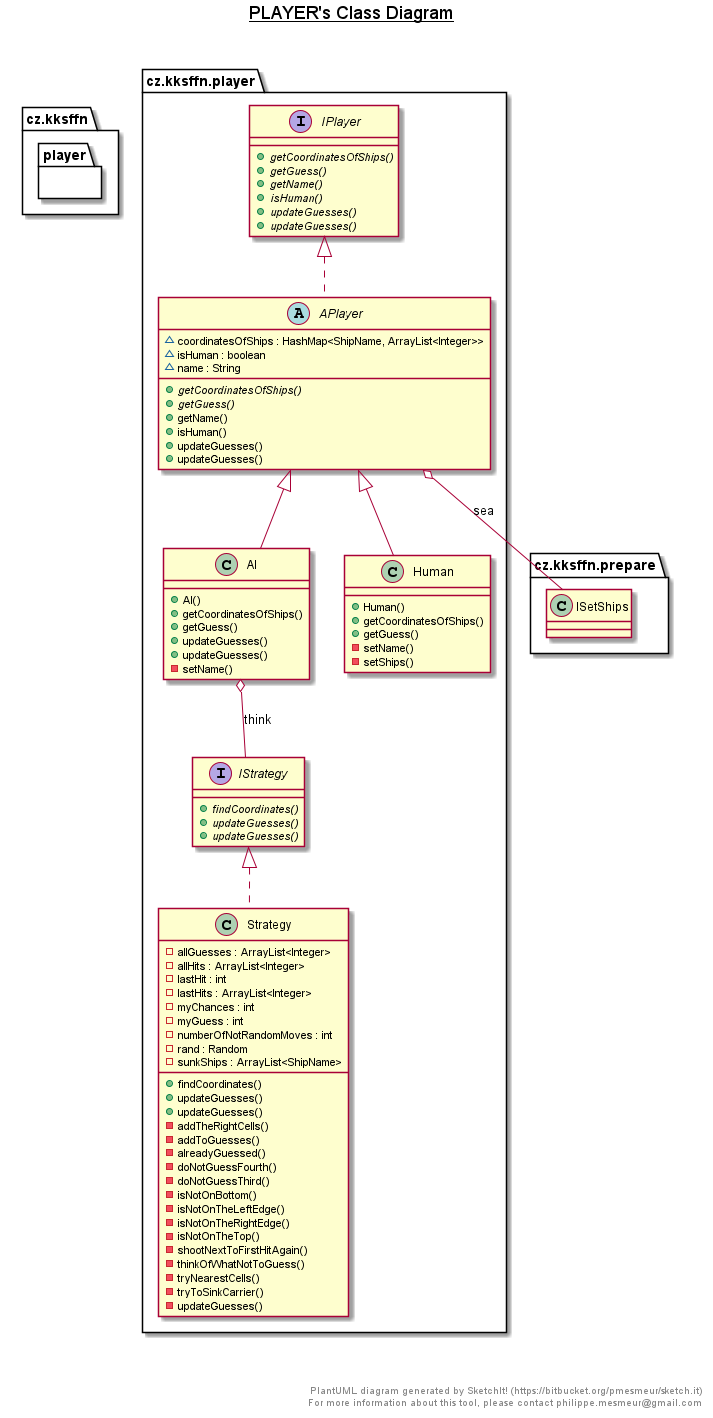 PLAYER's Class Diagram
cz.kksffn.player
cz.kksffn
player
I IPlayer
getCoordinatesOfShips()
getGuess()
getName()
isHuman()
updateGuesses()
updateGuesses()
A APlayer
coordinatesOfShips : HashMap<ShipName, ArrayList<Integer>>
isHuman : boolean
name : String
getCoordinatesOfShips()
getGuess()
getName()
isHuman()
updateGuesses()
updateGuesses()
sea
C AI
AI()
getCoordinatesOfShips()
getGuess()
updateGuesses()
updateGuesses()
setName()
C Human
Human()
getCoordinatesOfShips()
getGuess()
setName()
setShips()
cz.kksffn.prepare
C ISetShips
think
I IStrategy
findCoordinates()
updateGuesses()
updateGuesses()
C Strategy
allGuesses : ArrayList<Integer>
allHits : ArrayList<Integer>
lastHit : int
lastHits : ArrayList<Integer>
myChances : int
myGuess : int
numberOfNotRandomMoves : int
rand : Random
sunkShips : ArrayList<ShipName>
findCoordinates()
updateGuesses()
updateGuesses()
addTheRightCells()
addToGuesses()
alreadyGuessed()
doNotGuessFourth()
doNotGuessThird()
isNotOnBottom()
isNotOnTheLeftEdge()
isNotOnTheRightEdge()
isNotOnTheTop()
shootNextToFirstHitAgain()
thinkOfWhatNotToGuess()
tryNearestCells()
tryToSinkCarrier()
updateGuesses()
PlantUML diagram generated by SketchIt! (https://bitbucket.org/pmesmeur/sketch.it)
For more information about this tool, please contact philippe.mesmeur@gmail.com